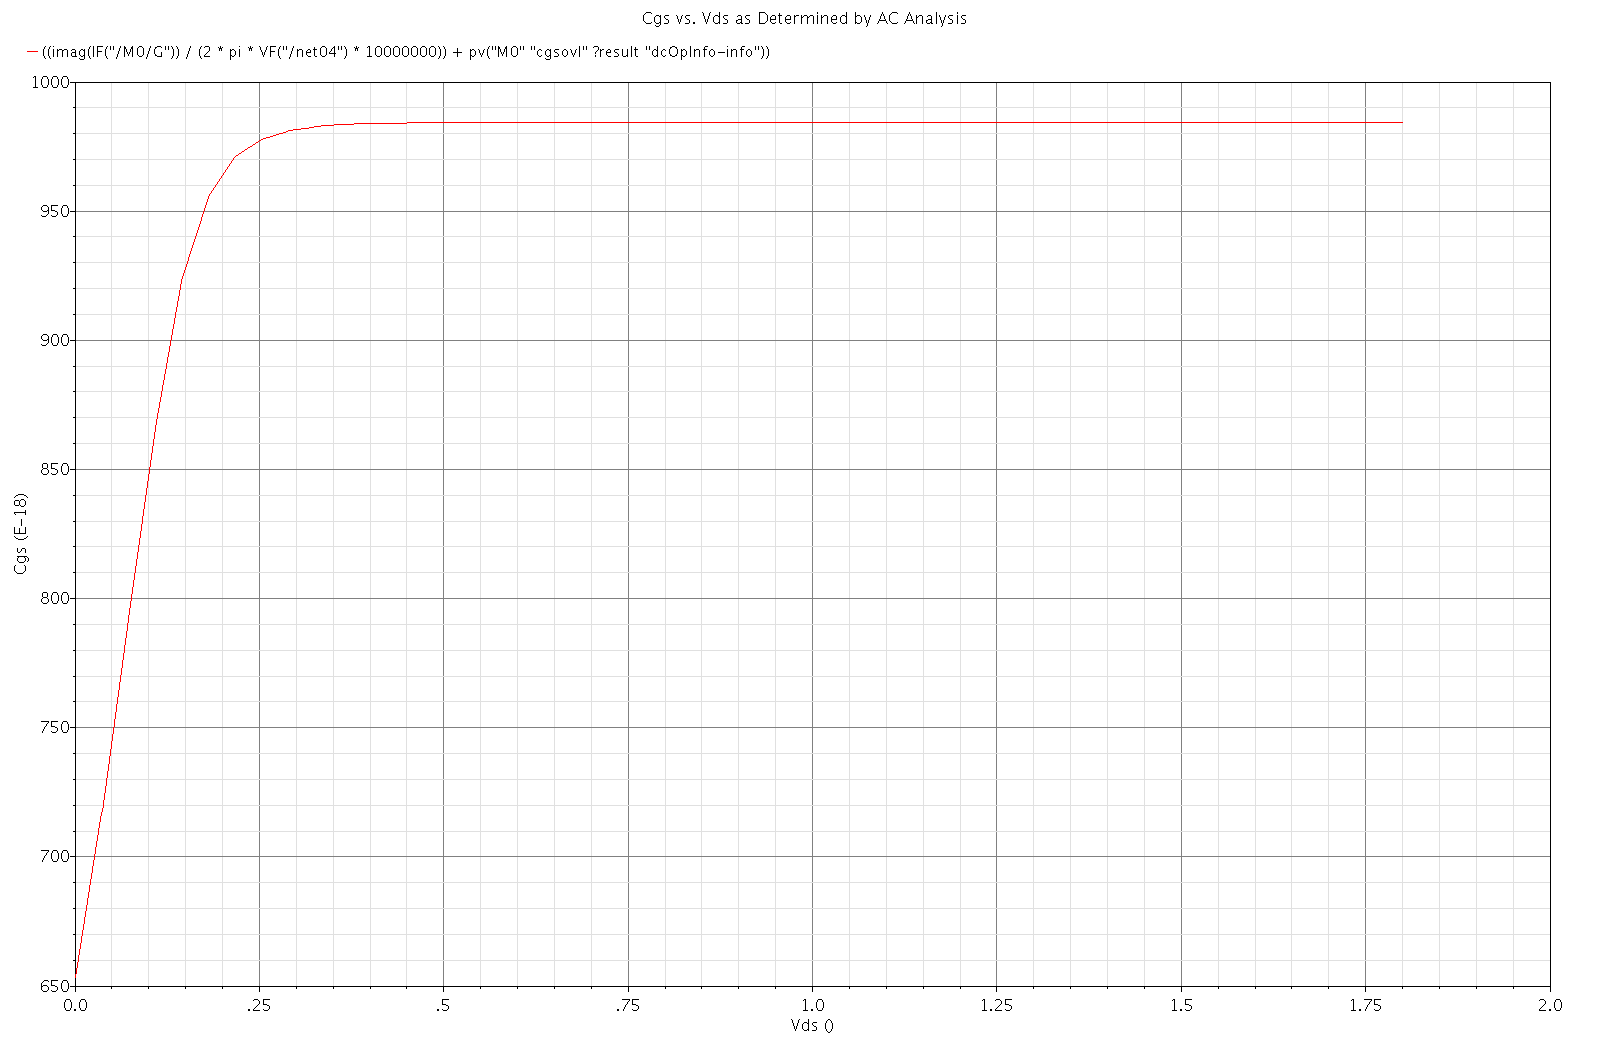 Cgs vs. Vds as Determined by AC Analysis
— ((imag(IF("/M0/G")) / (2 * pi * VF("/net04") * 10000000)) + pv("M0" "cgsovl" ?result "dcOpInfo-info"))
1000
950
900
850
800
750
700
650
Cgs (E-18)
0.0 .25 .5 .75 1.0 1.25 1.5 1.75 2.0
Vds ()